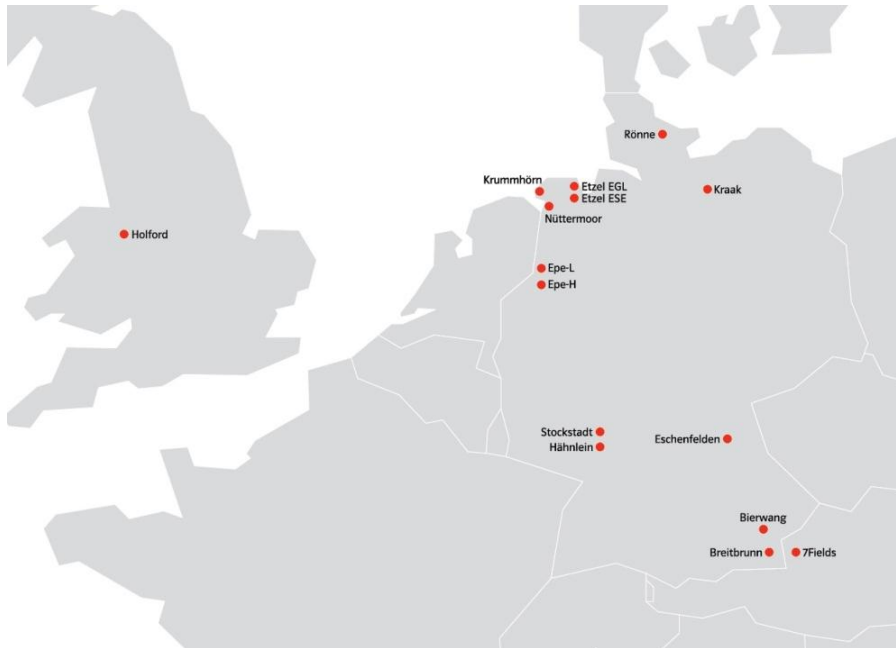 Rönne
Krummhörn
Etzel EGL
Etzel ESE
Kraak
Nüttermoor
Holford
Epe-L
Epe-H
Stockstadt
Hähnlein
Eschenfelden
Bierwang
Breitbrunn
7Fields